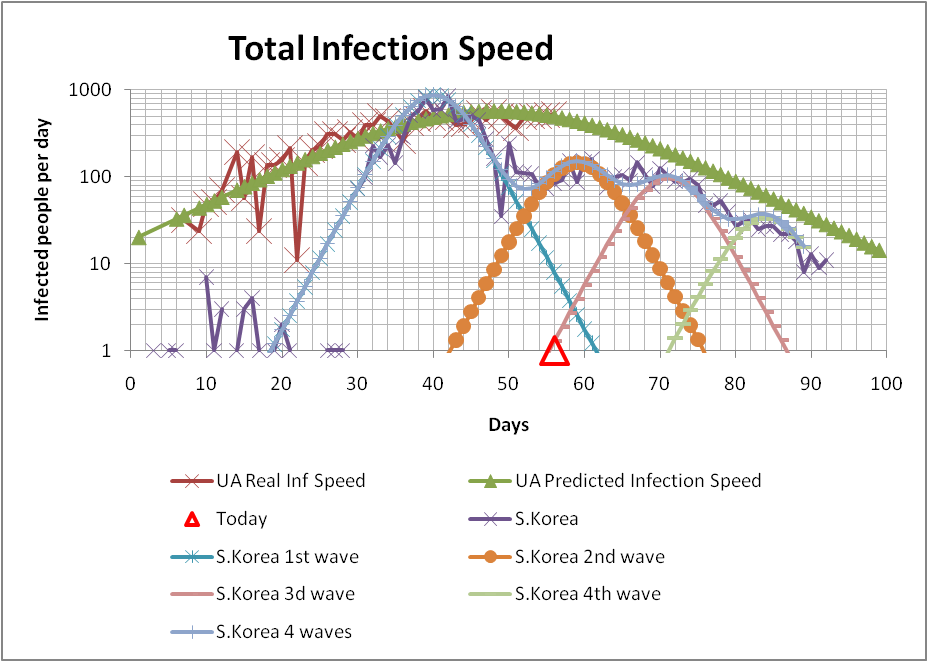 Total Infection Speed
Infected people per day
1000
100
10
1
0 10 20 30 40 50 60 70 80 90 100
Days
UA Real Inf Speed
UA Predicted Infection Speed
Today
S.Korea
S.Korea 1st wave
S.Korea 2nd wave
S.Korea 3d wave
S.Korea 4th wave
S.Korea 4 waves